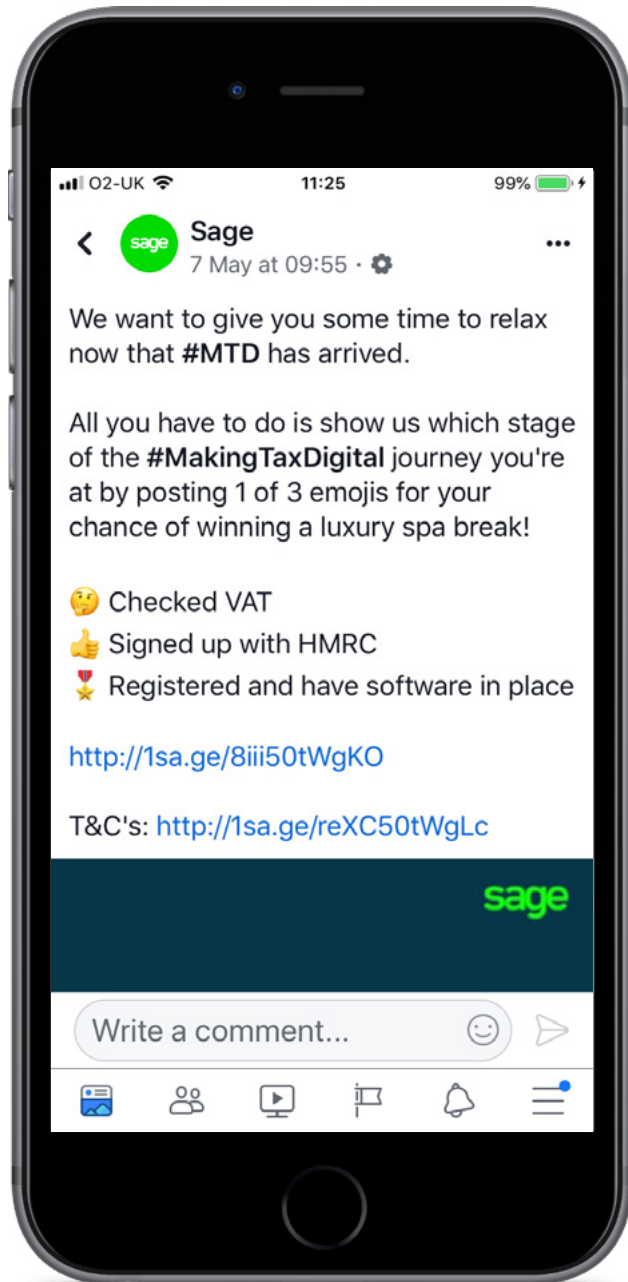 O2-UK 11:25 99%
sage Sage
7 May at 09:55 ·
We want to give you some time to relax
now that #MTD has arrived.
All you have to do is show us which stage
of the #MakingTaxDigital journey you're
at by posting 1 of 3 emojis for your
chance of winning a luxury spa break!
🤔 Checked VAT
👍 Signed up with HMRC
🎖️ Registered and have software in place
http://1sa.ge/8iii50tWgKO
T&C's: http://1sa.ge/reXC50tWgLc
sage
Write a comment...